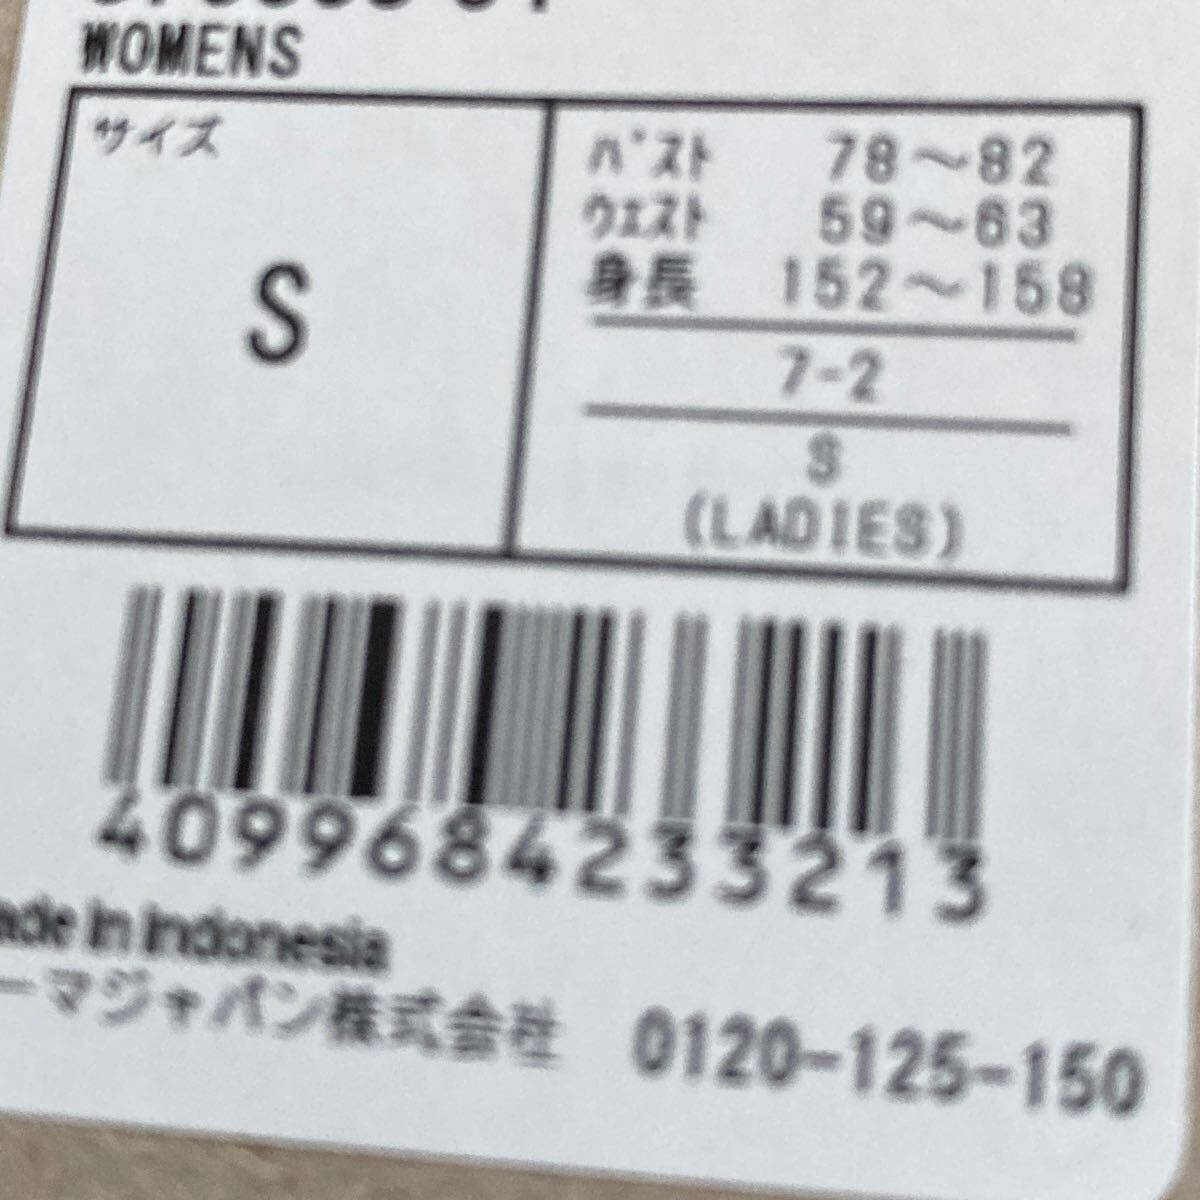 WOMENS
サイズ
S
バスト 78～82
ウエスト 59～63
身長 152～158
7-2
S
(LADIES)
4099684233213
ade in Indonesia
ーマジャパン株式会社 0120-125-150